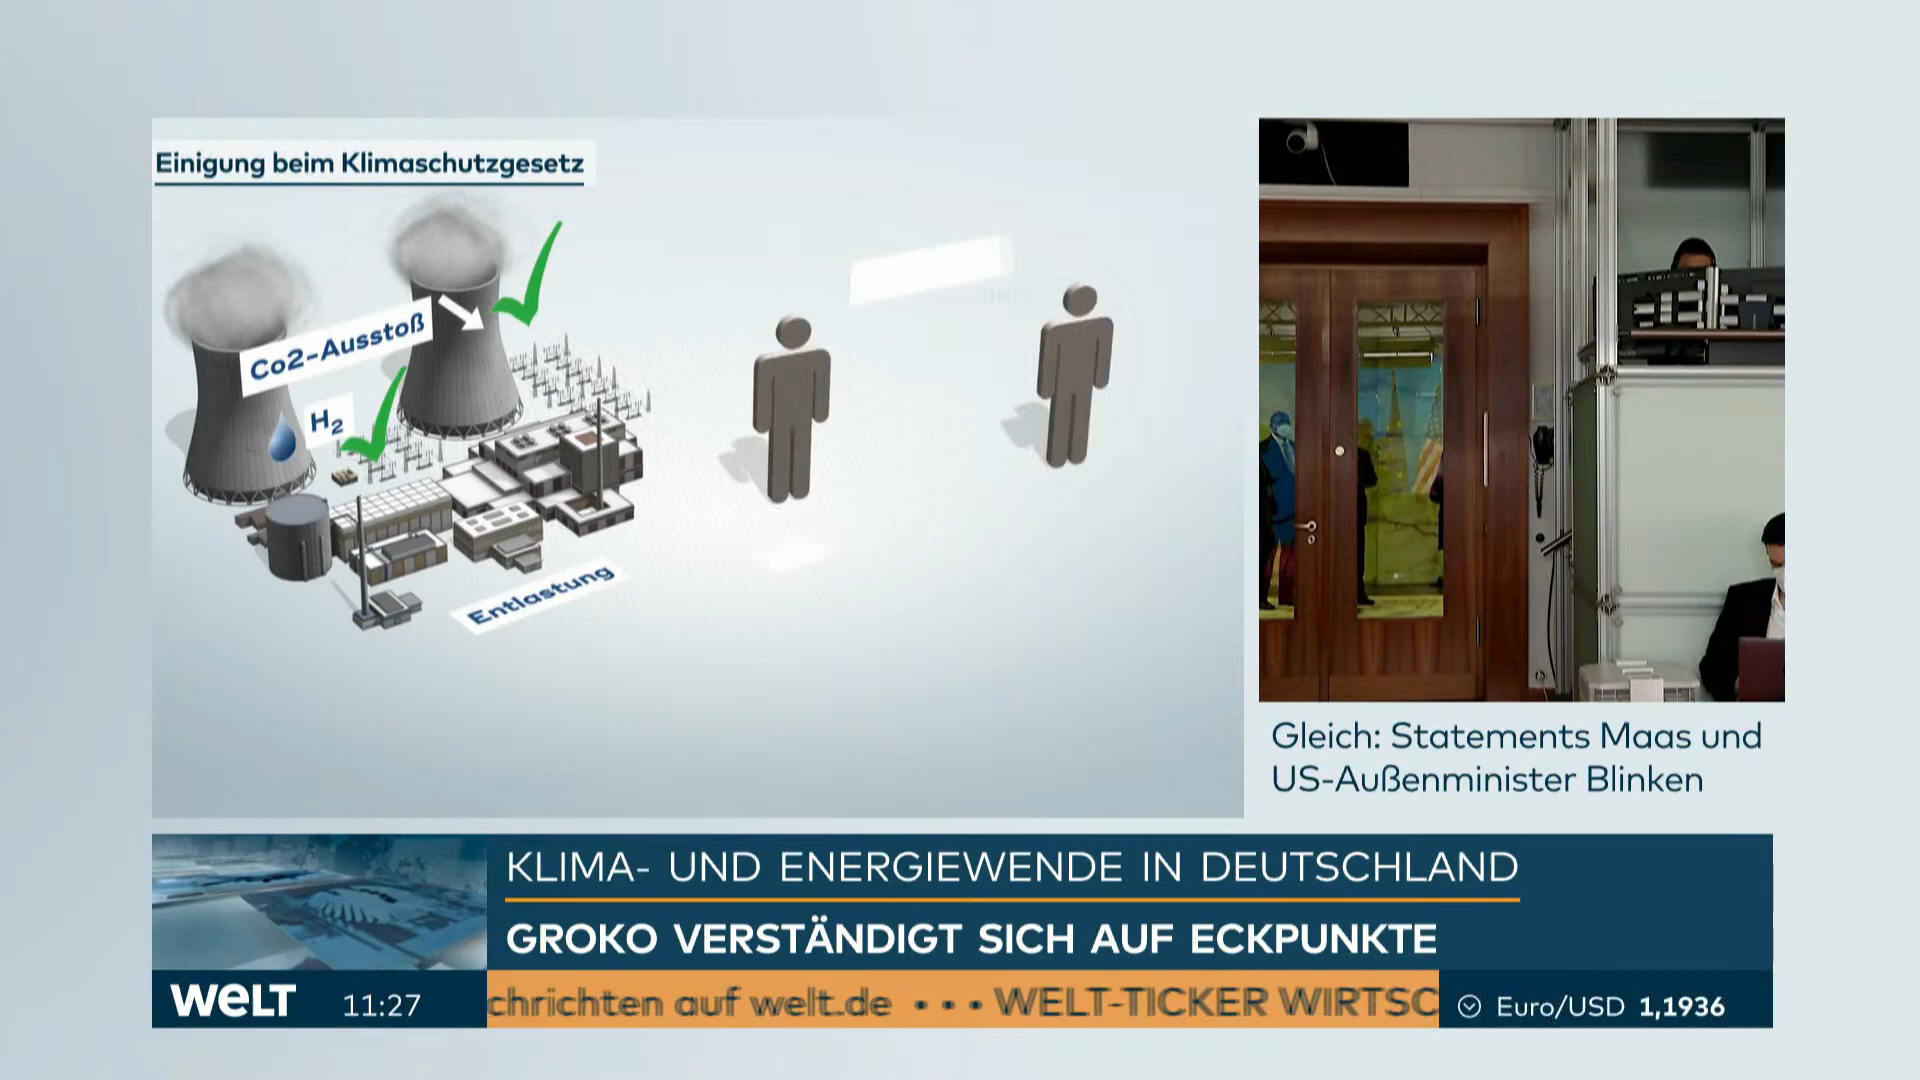 Einigung beim Klimaschutzgesetz
Co2-Ausstoß
H2
Entlastung
Gleich: Statements Maas und
US-Außenminister Blinken
KLIMA- UND ENERGIEWENDE IN DEUTSCHLAND
GROKO VERSTÄNDIGT SICH AUF ECKPUNKTE
WELT 11:27
chrichten auf welt.de • • • WELT-TICKER WIRTSC
Euro/USD 1,1936